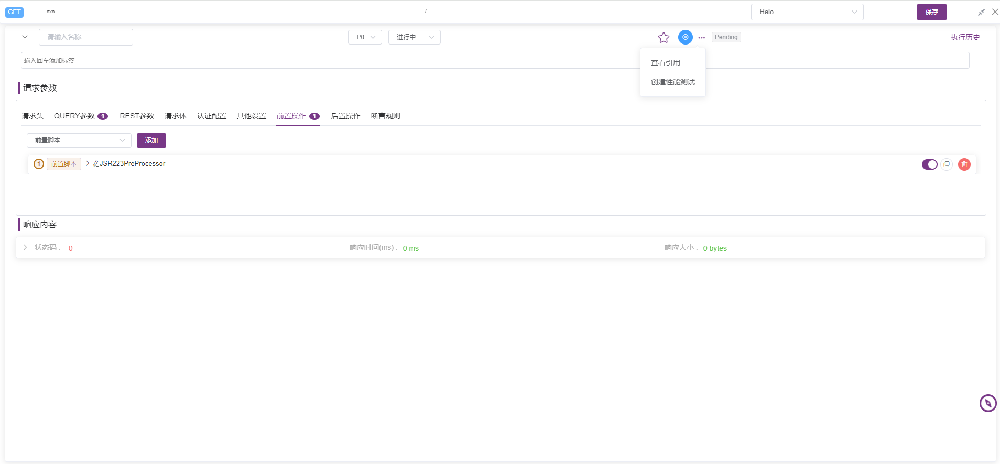 GET cxc / Halo 保存
请输入名称 P0 进行中 Pending 执行历史
输入回车添加标签
查看引用
创建性能测试
请求参数
请求头 QUERY参数 1 REST参数 请求体 认证配置 其他设置 前置操作 1 后置操作 断言规则
前置脚本 添加
1 前置脚本 JSR223PreProcessor
响应内容
状态码 : 0 响应时间(ms) : 0 ms 响应大小 : 0 bytes